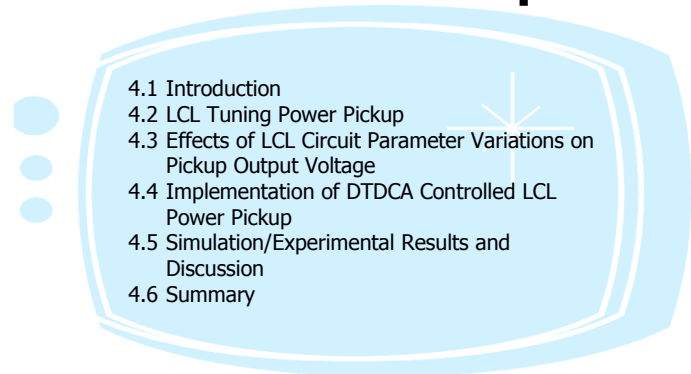 4.1 Introduction
4.2 LCL Tuning Power Pickup
4.3 Effects of LCL Circuit Parameter Variations on
Pickup Output Voltage
4.4 Implementation of DTDCA Controlled LCL
Power Pickup
4.5 Simulation/Experimental Results and
Discussion
4.6 Summary